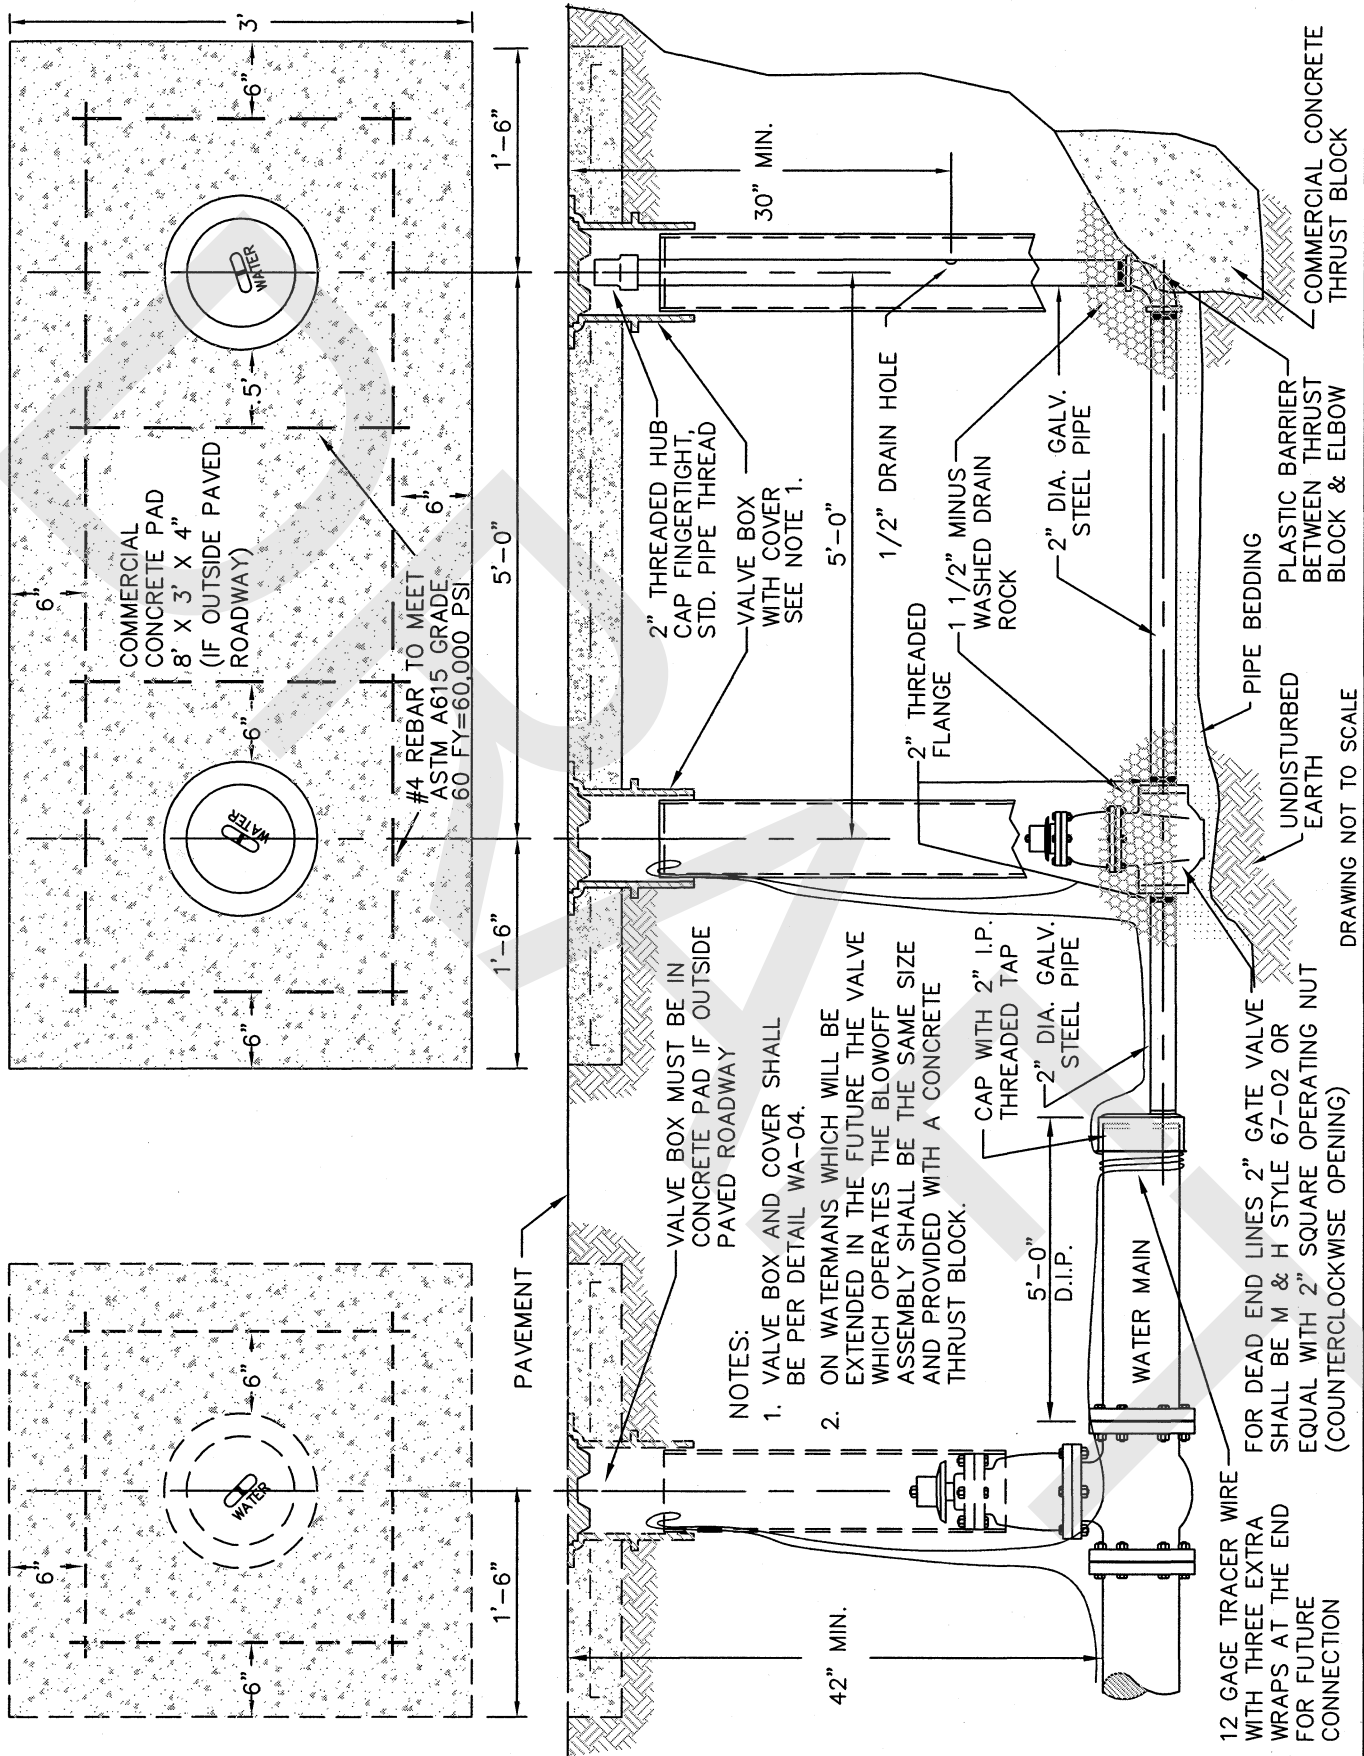 3'
6"
6"
6"
6"
COMMERCIAL
CONCRETE PAD
8' X 3' X 4"
(IF OUTSIDE PAVED
ROADWAY)
.5'
6"
6"
6"
6"
6"
WATER
WATER
WATER
#4 REBAR TO MEET
ASTM A615 GRADE
60 FY=60,000 PSI
1'-6"
1'-6"
5'-0"
1'-6"
PAVEMENT
VALVE BOX MUST BE IN
CONCRETE PAD IF OUTSIDE
PAVED ROADWAY
2" THREADED HUB
CAP FINGERTIGHT,
STD. PIPE THREAD
VALVE BOX
WITH COVER
SEE NOTE 1.
30" MIN.
NOTES:
1. VALVE BOX AND COVER SHALL
BE PER DETAIL WA-04.
2. ON WATERMANS WHICH WILL BE
EXTENDED IN THE FUTURE THE VALVE
WHICH OPERATES THE BLOWOFF
ASSEMBLY SHALL BE THE SAME SIZE
AND PROVIDED WITH A CONCRETE
THRUST BLOCK.
5'-0"
1/2" DRAIN HOLE
2" THREADED
FLANGE
1 1/2" MINUS
WASHED DRAIN
ROCK
2" DIA. GALV.
STEEL PIPE
42" MIN.
CAP WITH 2" I.P.
THREADED TAP
2" DIA. GALV.
STEEL PIPE
5'-0"
D.I.P.
WATER MAIN
12 GAGE TRACER WIRE
WITH THREE EXTRA
WRAPS AT THE END
FOR FUTURE
CONNECTION
FOR DEAD END LINES 2" GATE VALVE
SHALL BE M & H STYLE 67-02 OR
EQUAL WITH 2" SQUARE OPERATING NUT
(COUNTERCLOCKWISE OPENING)
PIPE BEDDING
UNDISTURBED
EARTH
PLASTIC BARRIER
BETWEEN THRUST
BLOCK & ELBOW
COMMERCIAL CONCRETE
THRUST BLOCK
DRAWING NOT TO SCALE
DRAFT